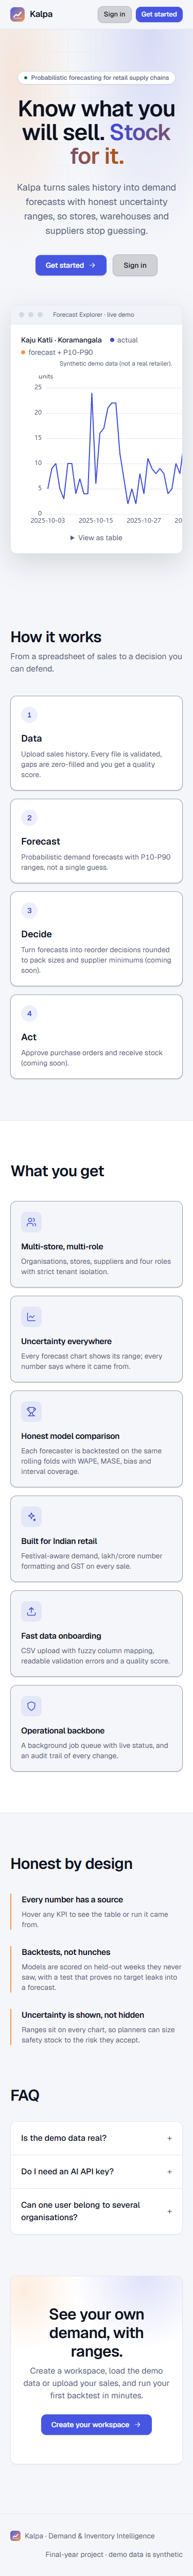 Kalpa
Sign in
Get started
Probabilistic forecasting for retail supply chains
Know what you
will sell. Stock
for it.
Kalpa turns sales history into demand
forecasts with honest uncertainty
ranges, so stores, warehouses and
suppliers stop guessing.
Get started →
Sign in
Forecast Explorer · live demo
Kaju Katli · Koramangala
actual
forecast + P10-P90
Synthetic demo data (not a real retailer).
units
25
20
15
10
5
0
2025-10-03 2025-10-15 2025-10-27 20
▶ View as table
How it works
From a spreadsheet of sales to a decision you
can defend.
1
Data
Upload sales history. Every file is validated,
gaps are zero-filled and you get a quality
score.
2
Forecast
Probabilistic demand forecasts with P10-P90
ranges, not a single guess.
3
Decide
Turn forecasts into reorder decisions rounded
to pack sizes and supplier minimums (coming
soon).
4
Act
Approve purchase orders and receive stock
(coming soon).
What you get
Multi-store, multi-role
Organisations, stores, suppliers and four roles
with strict tenant isolation.
Uncertainty everywhere
Every forecast chart shows its range; every
number says where it came from.
Honest model comparison
Each forecaster is backtested on the same
rolling folds with WAPE, MASE, bias and
interval coverage.
Built for Indian retail
Festival-aware demand, lakh/crore number
formatting and GST on every sale.
Fast data onboarding
CSV upload with fuzzy column mapping,
readable validation errors and a quality score.
Operational backbone
A background job queue with live status, and
an audit trail of every change.
Honest by design
Every number has a source
Hover any KPI to see the table or run it came
from.
Backtests, not hunches
Models are scored on held-out weeks they never
saw, with a test that proves no target leaks into
a forecast.
Uncertainty is shown, not hidden
Ranges sit on every chart, so planners can size
safety stock to the risk they accept.
FAQ
Is the demo data real? +
Do I need an AI API key? +
Can one user belong to several
organisations? +
See your own
demand, with
ranges.
Create a workspace, load the demo
data or upload your sales, and run your
first backtest in minutes.
Create your workspace →
Kalpa · Demand & Inventory Intelligence
Final-year project · demo data is synthetic